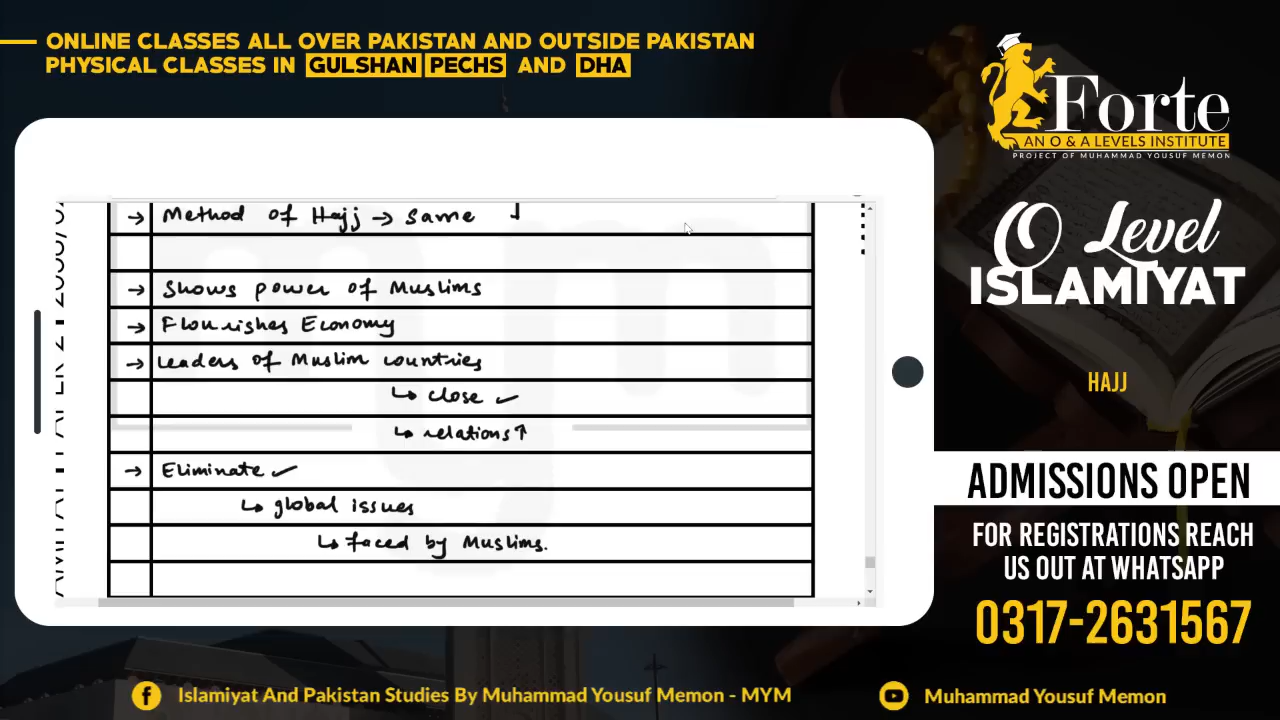 ONLINE CLASSES ALL OVER PAKISTAN AND OUTSIDE PAKISTAN
PHYSICAL CLASSES IN GULSHAN PECHS AND DHA
Forte
AN O & A LEVELS INSTITUTE
PROJECT OF MUHAMMAD YOUSUF MEMON
→ Method of Hajj → Same
→ Shows power of Muslims
→ Flourishes Economy
→ Leaders of Muslim countries
↳ close ✓
↳ relations ↑
→ Eliminate ✓
↳ global issues
↳ faced by Muslims.
O Level
ISLAMIYAT
HAJJ
ADMISSIONS OPEN
FOR REGISTRATIONS REACH
US OUT AT WHATSAPP
0317-2631567
Islamiyat And Pakistan Studies By Muhammad Yousuf Memon - MYM
Muhammad Yousuf Memon